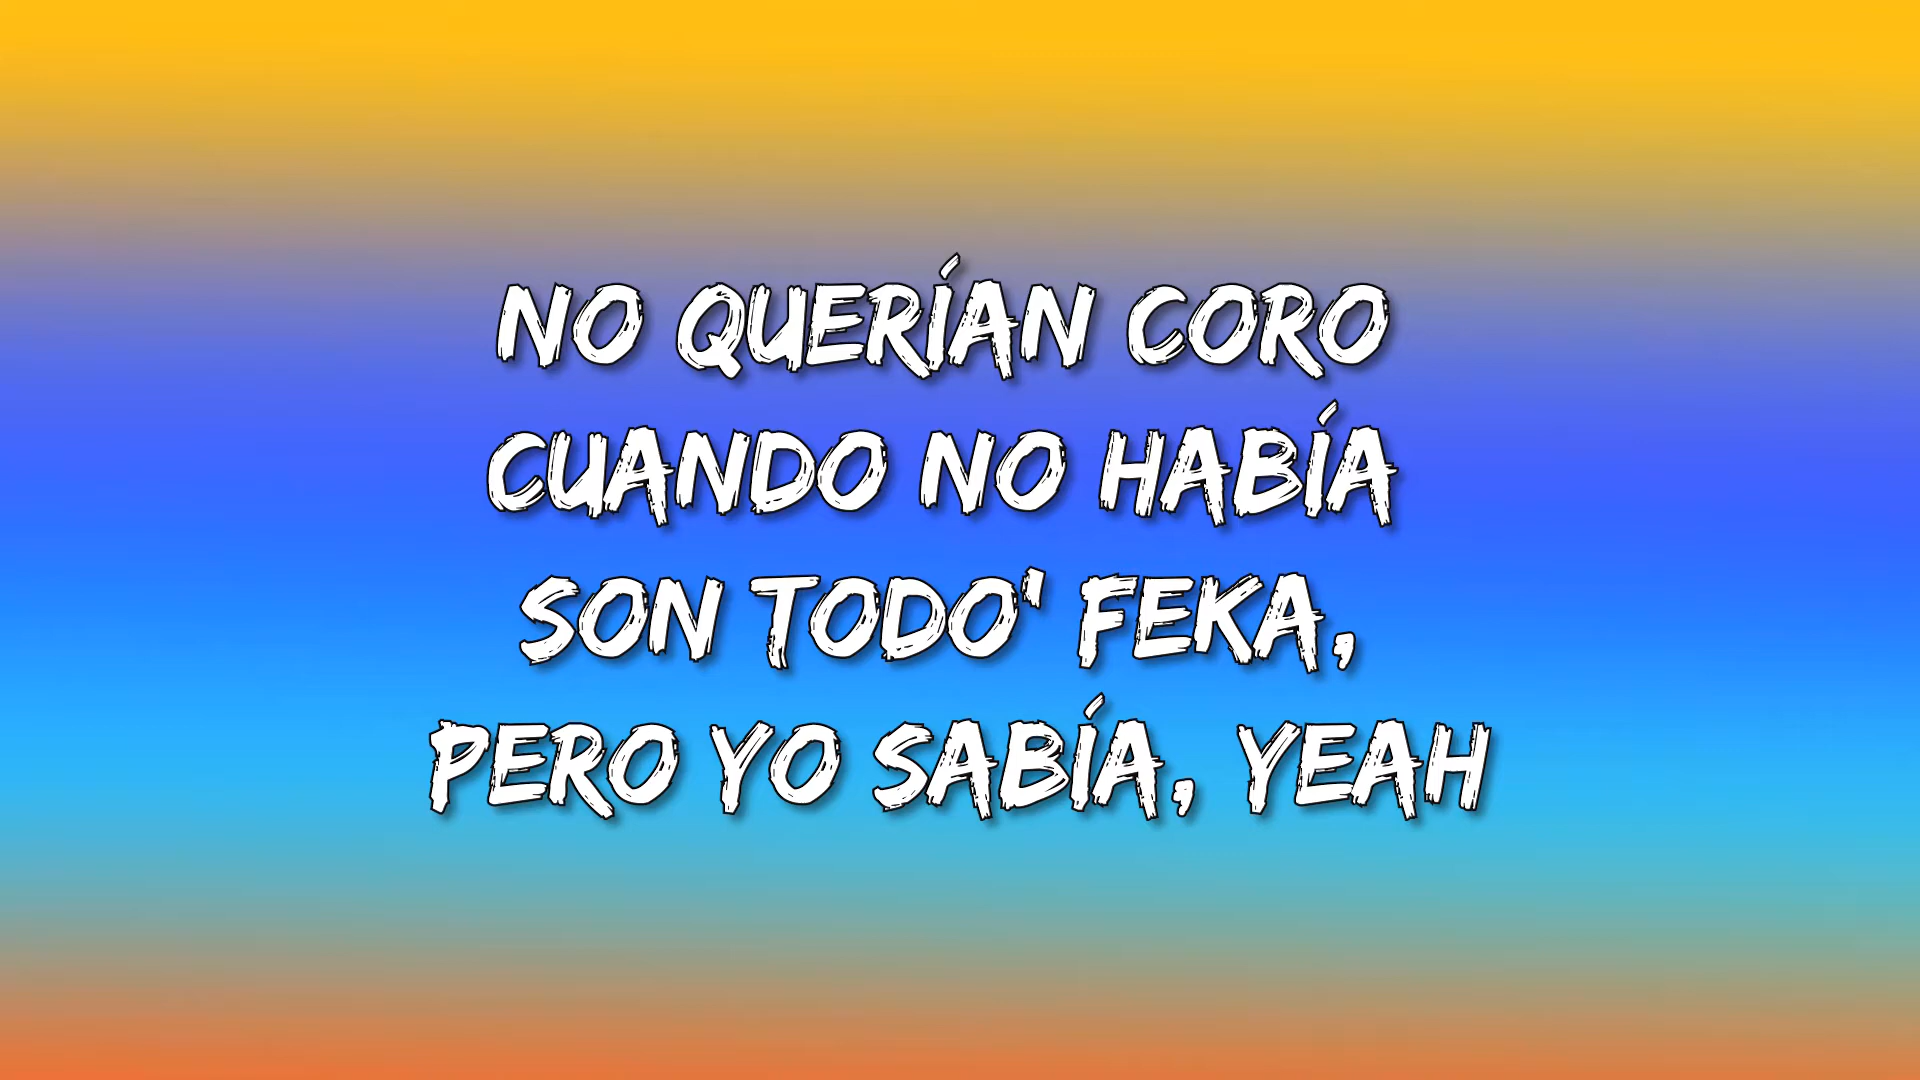 NO QUERÍAN CORO
CUANDO NO HABÍA
SON TODO' FEKA,
PERO YO SABÍA, YEAH